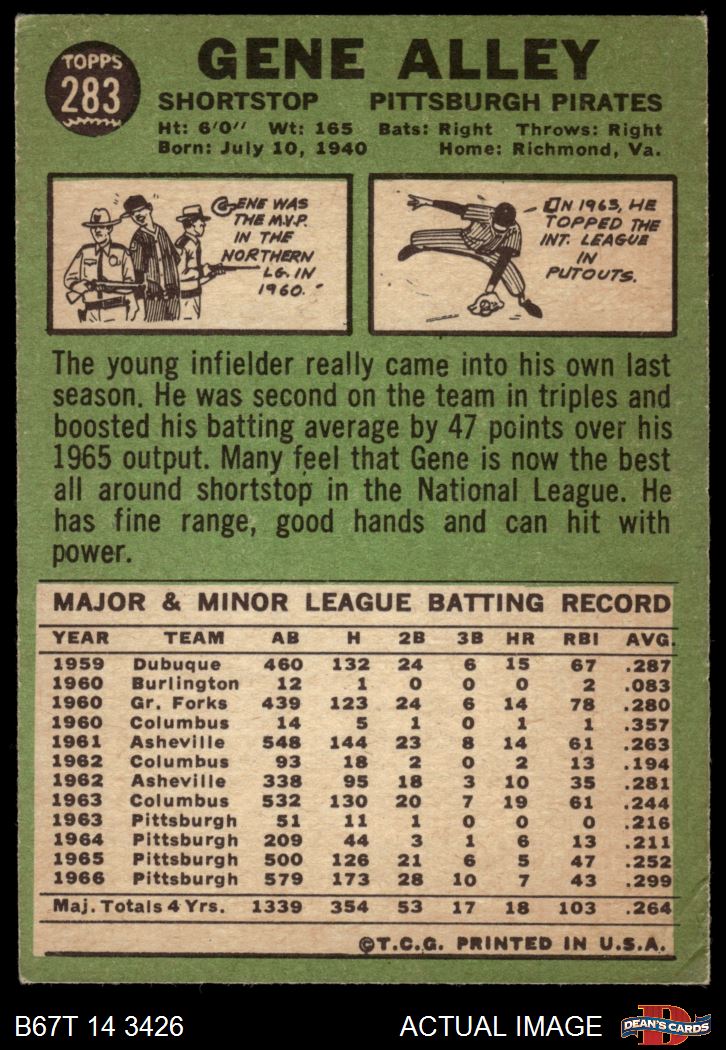 TOPPS
283
GENE ALLEY
SHORTSTOP PITTSBURGH PIRATES
Ht: 6'0" Wt: 165 Bats: Right Throws: Right
Born: July 10, 1940 Home: Richmond, Va.
GENE WAS
THE M.V.P.
IN THE
NORTHERN
LG. IN
1960.
IN 1963, HE
TOPPED THE
INT. LEAGUE
IN
PUTOUTS.
The young infielder really came into his own last
season. He was second on the team in triples and
boosted his batting average by 47 points over his
1965 output. Many feel that Gene is now the best
all around shortstop in the National League. He
has fine range, good hands and can hit with
power.
MAJOR & MINOR LEAGUE BATTING RECORD
YEAR TEAM AB H 2B 3B HR RBI AVG.
1959 Dubuque 460 132 24 6 15 67 .287
1960 Burlington 12 1 0 0 0 2 .083
1960 Gr. Forks 439 123 24 6 14 78 .280
1960 Columbus 14 5 1 0 1 1 .357
1961 Asheville 548 144 23 8 14 61 .263
1962 Columbus 93 18 2 0 2 13 .194
1962 Asheville 338 95 18 3 10 35 .281
1963 Columbus 532 130 20 7 19 61 .244
1963 Pittsburgh 51 11 1 0 0 0 .216
1964 Pittsburgh 209 44 3 1 6 13 .211
1965 Pittsburgh 500 126 21 6 5 47 .252
1966 Pittsburgh 579 173 28 10 7 43 .299
Maj. Totals 4 Yrs. 1339 354 53 17 18 103 .264
©T.C.G. PRINTED IN U.S.A.
B67T 14 3426 ACTUAL IMAGE
D
DEAN'S CARDS